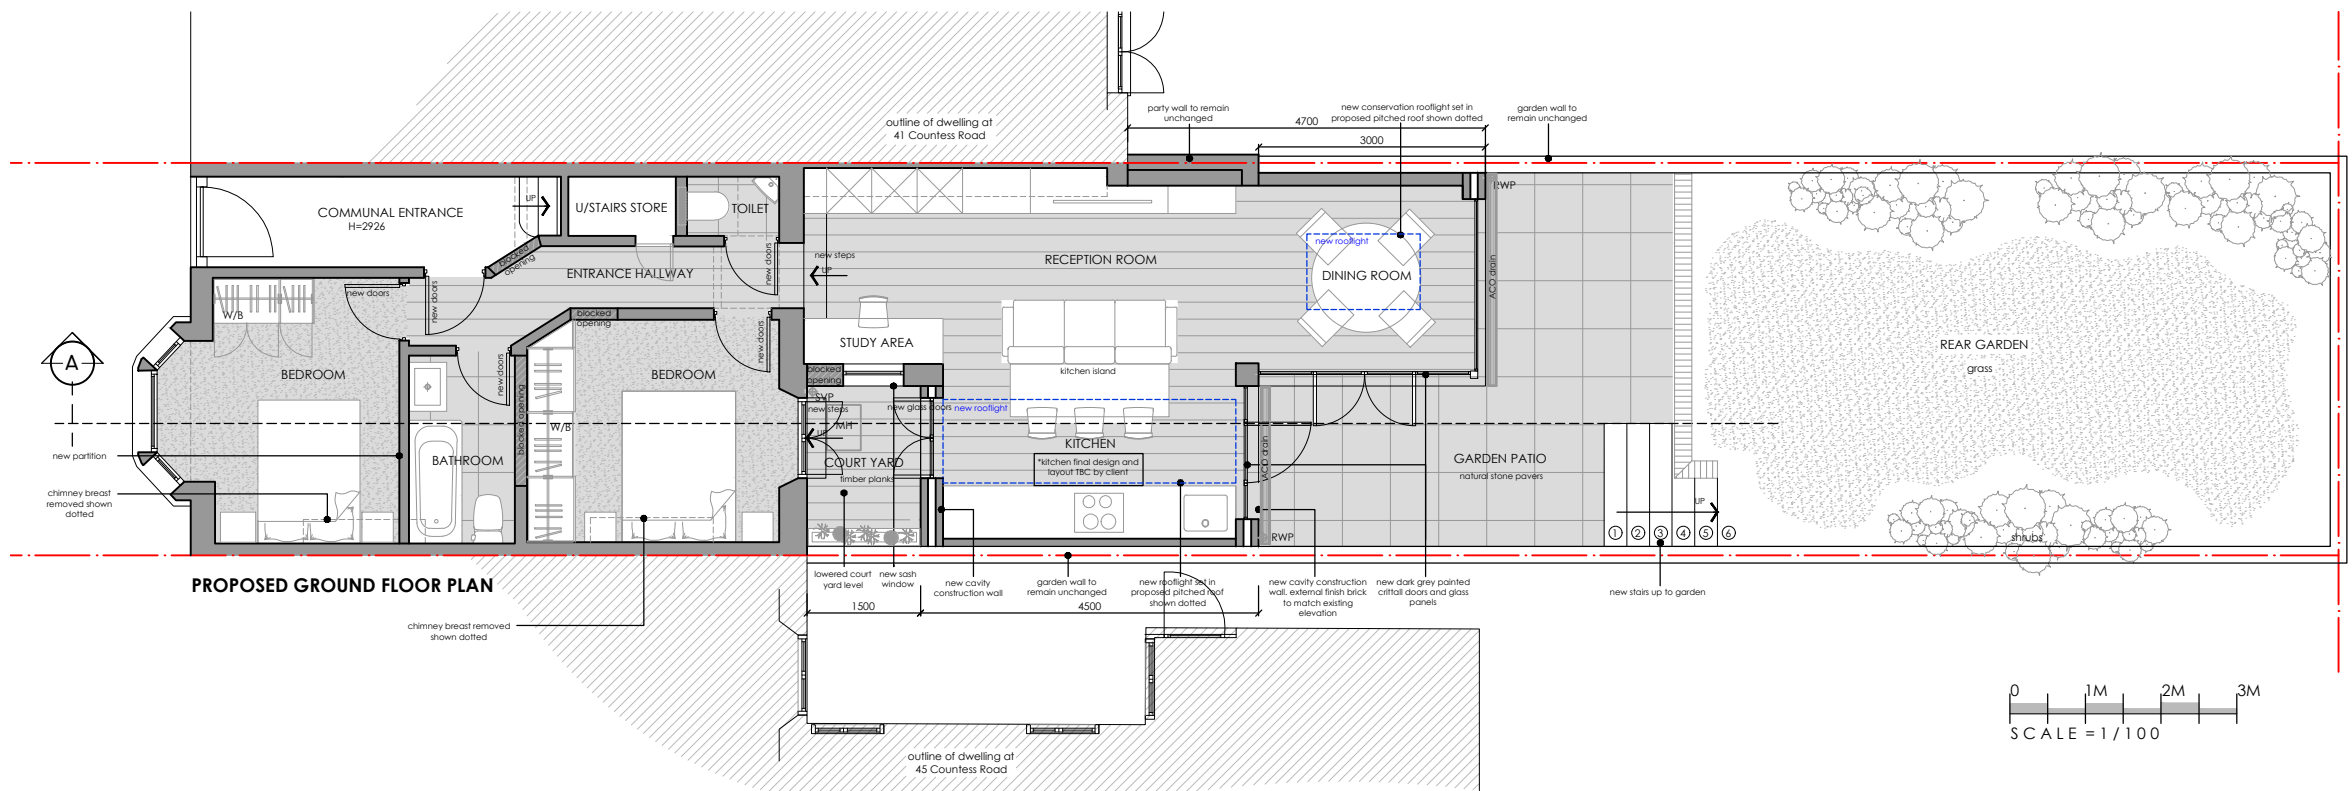 outline of dwelling at
41 Countess Road
party wall to remain
unchanged
new conservation rooflight set in
proposed pitched roof shown dotted
garden wall to
remain unchanged
4700
3000
COMMUNAL ENTRANCE
H=2926
UP
U/STAIRS STORE
TOILET
RWP
blocked
opening
ENTRANCE HALLWAY
new doors
new steps
UP
RECEPTION ROOM
new rooflight
DINING ROOM
ACO drain
new doors
new doors
W/B
blocked
opening
new doors
STUDY AREA
REAR GARDEN
grass
A
BEDROOM
BEDROOM
new doors
blocked
opening
kitchen island
blocked opening
SVP
new steps
new glass doors
new rooflight
MH
UP
W/B
KITCHEN
*kitchen final design and
layout TBC by client
ACO drain
new partition
BATHROOM
COURT YARD
timber planks
GARDEN PATIO
natural stone pavers
chimney breast
removed shown
dotted
UP
1
2
3
4
5
6
RWP
shrubs
PROPOSED GROUND FLOOR PLAN
lowered court
yard level
new sash
window
new cavity
construction wall
garden wall to
remain unchanged
new rooflight set in
proposed pitched roof
shown dotted
new cavity construction
wall. external finish brick
to match existing
elevation
new dark grey painted
crittall doors and glass
panels
new stairs up to garden
1500
4500
chimney breast removed
shown dotted
0 1M 2M 3M
SCALE = 1/100
outline of dwelling at
45 Countess Road